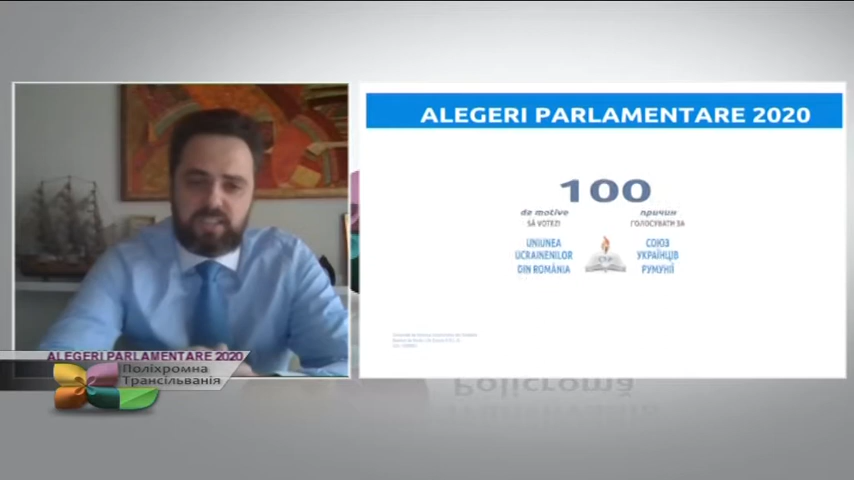 ALEGERI PARLAMENTARE 2020
100
de motive
SĂ VOTEZI
UNIUNEA
UCRAINENILOR
DIN ROMÂNIA
причин
ГОЛОСУВАТИ ЗА
СОЮЗ
УКРАЇНЦІВ
РУМУНІЇ
ALEGERI PARLAMENTARE 2020
Поліхромна
Трансільванія
Policromă